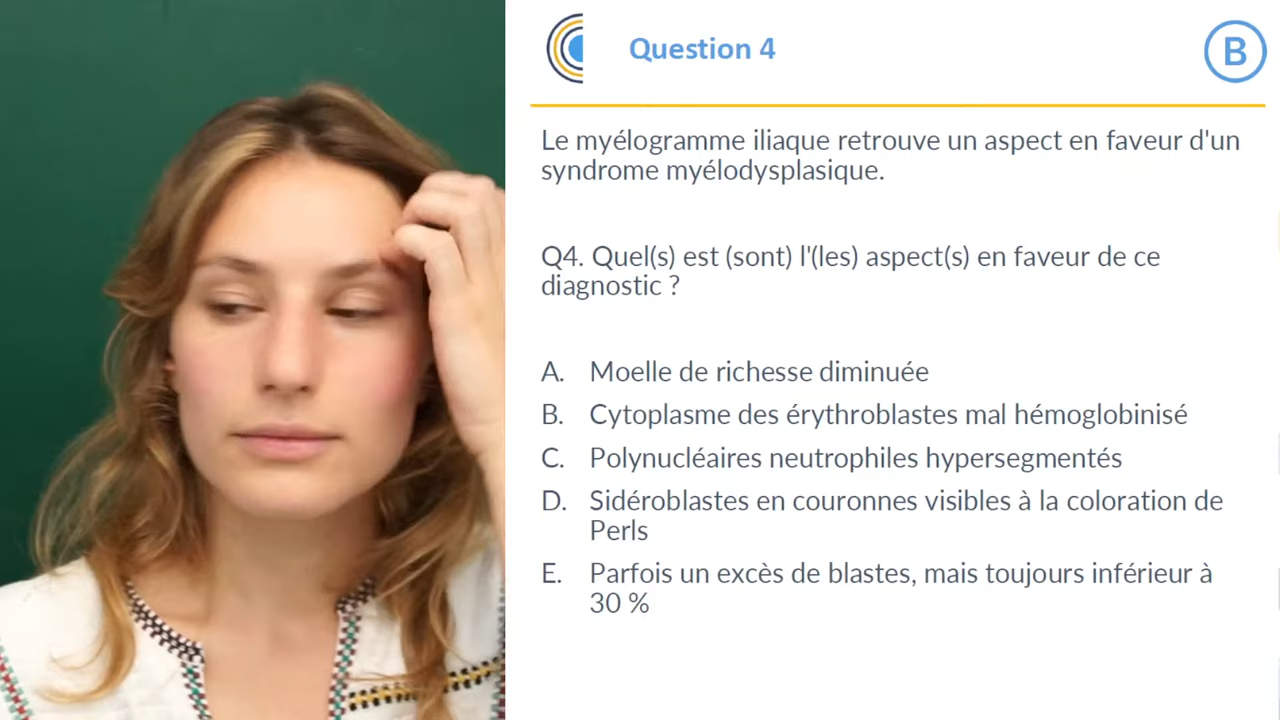 Question 4
B
Le myélogramme iliaque retrouve un aspect en faveur d'un
syndrome myélodysplasique.
Q4. Quel(s) est (sont) l'(les) aspect(s) en faveur de ce
diagnostic ?
A. Moelle de richesse diminuée
B. Cytoplasme des érythroblastes mal hémoglobinisé
C. Polynucléaires neutrophiles hypersegmentés
D. Sidéroblastes en couronnes visibles à la coloration de
Perls
E. Parfois un excès de blastes, mais toujours inférieur à
30 %